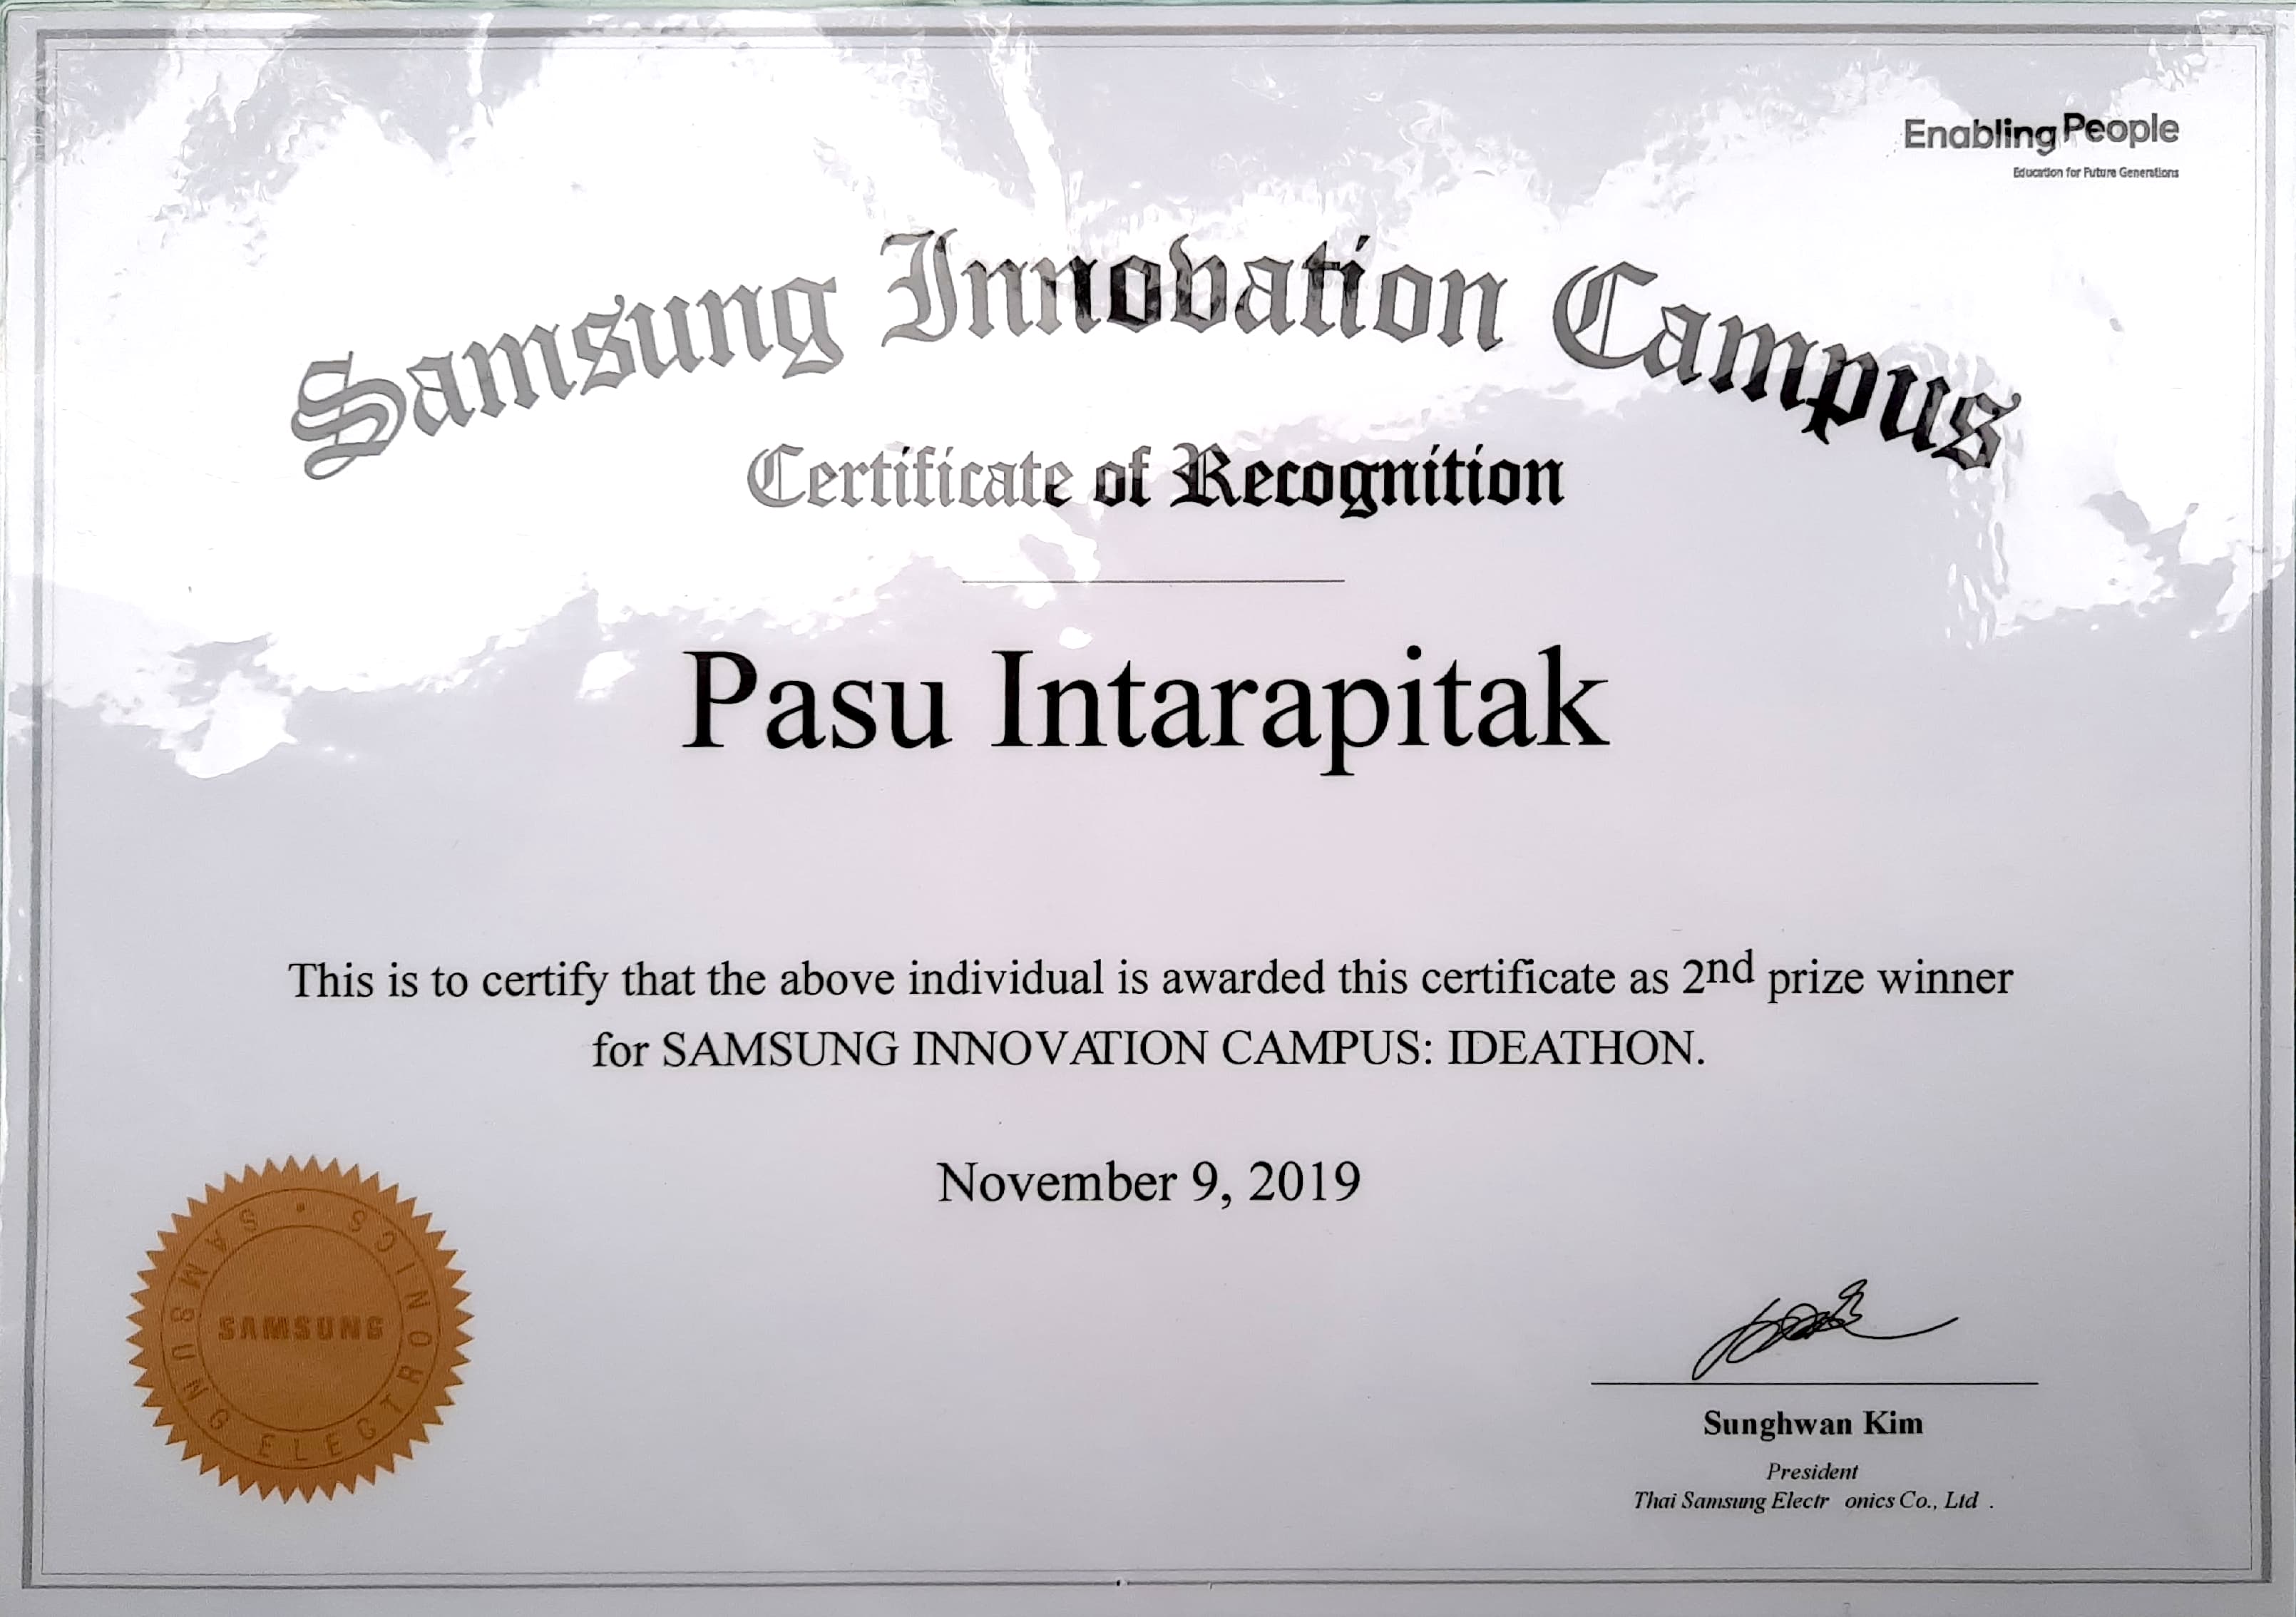 Enabling People
Education for Future Generations
Samsung Innovation Campus
Certificate of Recognition
Pasu Intarapitak
This is to certify that the above individual is awarded this certificate as 2nd prize winner
for SAMSUNG INNOVATION CAMPUS: IDEATHON.
November 9, 2019
SAMSUNG ELECTRONICS
SAMSUNG
Sunghwan Kim
President
Thai Samsung Electr onics Co., Ltd .